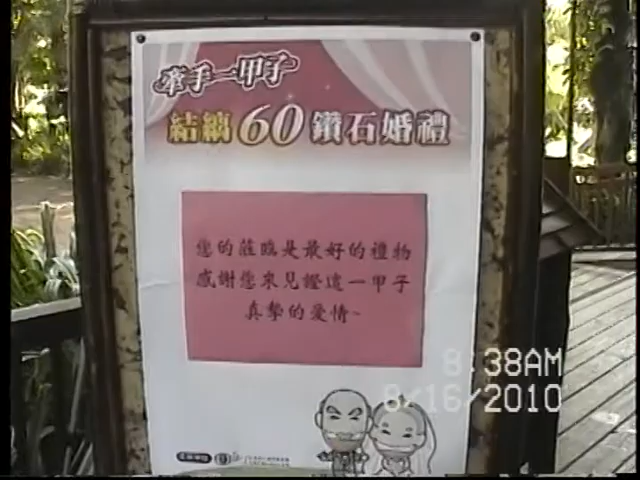 牽手一甲子
結縭60鑽石婚禮
您的蒞臨是最好的禮物
感謝您來見證這一甲子
真摯的愛情~
8:38AM
8/16/2010